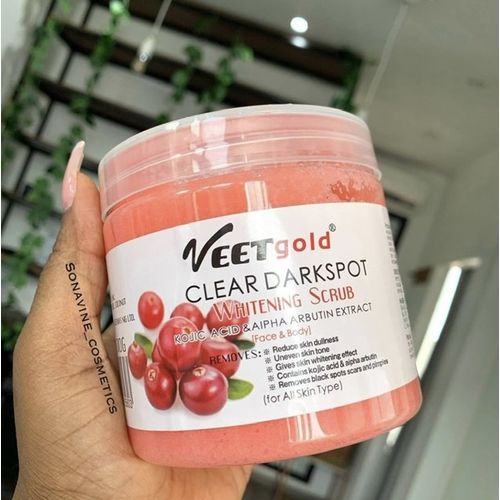 VEETgold®
CLEAR DARKSPOT
WHITENING SCRUB
KOJIC ACID & AIPHA ARBUTIN EXTRACT
(Face & Body)
REMOVES:
* Reduce skin dullness
* Uneven skin tone
* Gives skin whitening effect
* Contains kojic acid & alpha arbutin
* Removes black spots scars and pimples
(for All Skin Type)
SONAVINE_COSMETICS